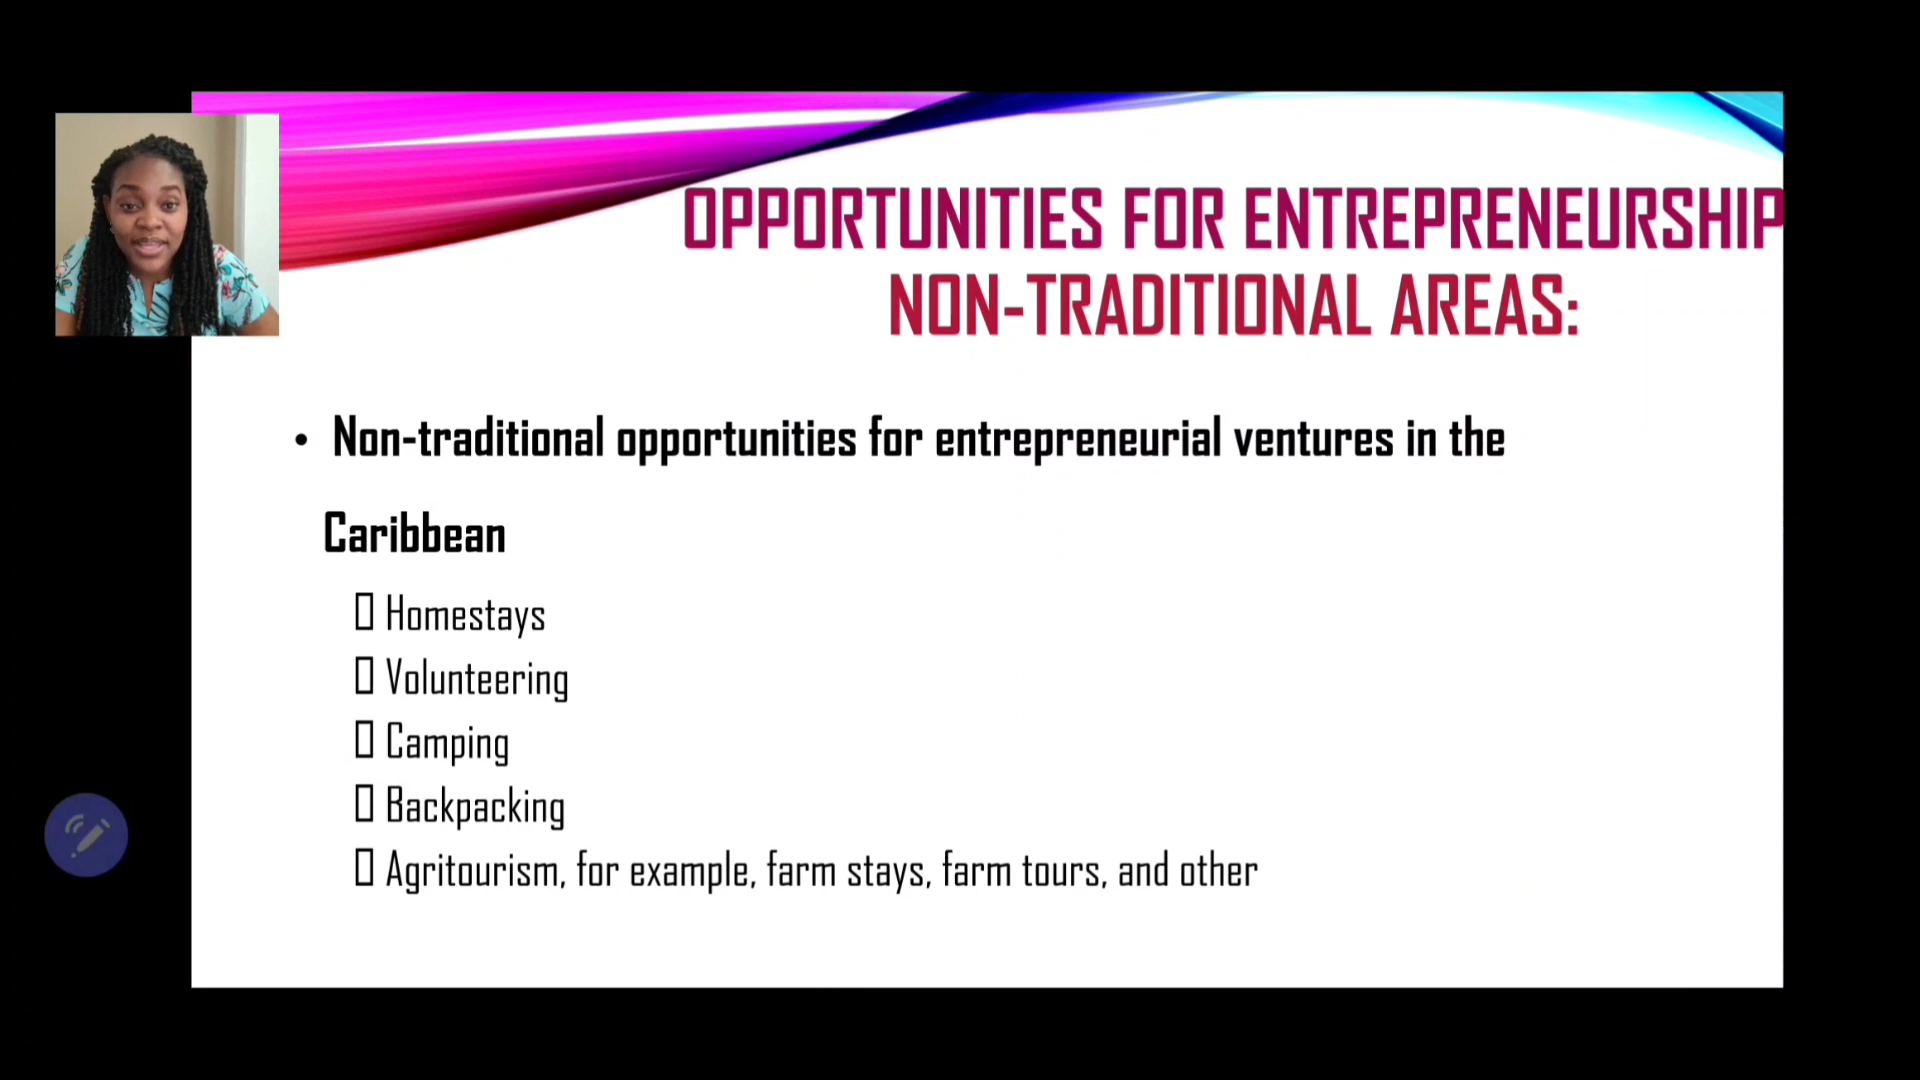 OPPORTUNITIES FOR ENTREPRENEURSHIP
NON-TRADITIONAL AREAS:
• Non-traditional opportunities for entrepreneurial ventures in the
Caribbean
Homestays
Volunteering
Camping
Backpacking
Agritourism, for example, farm stays, farm tours, and other